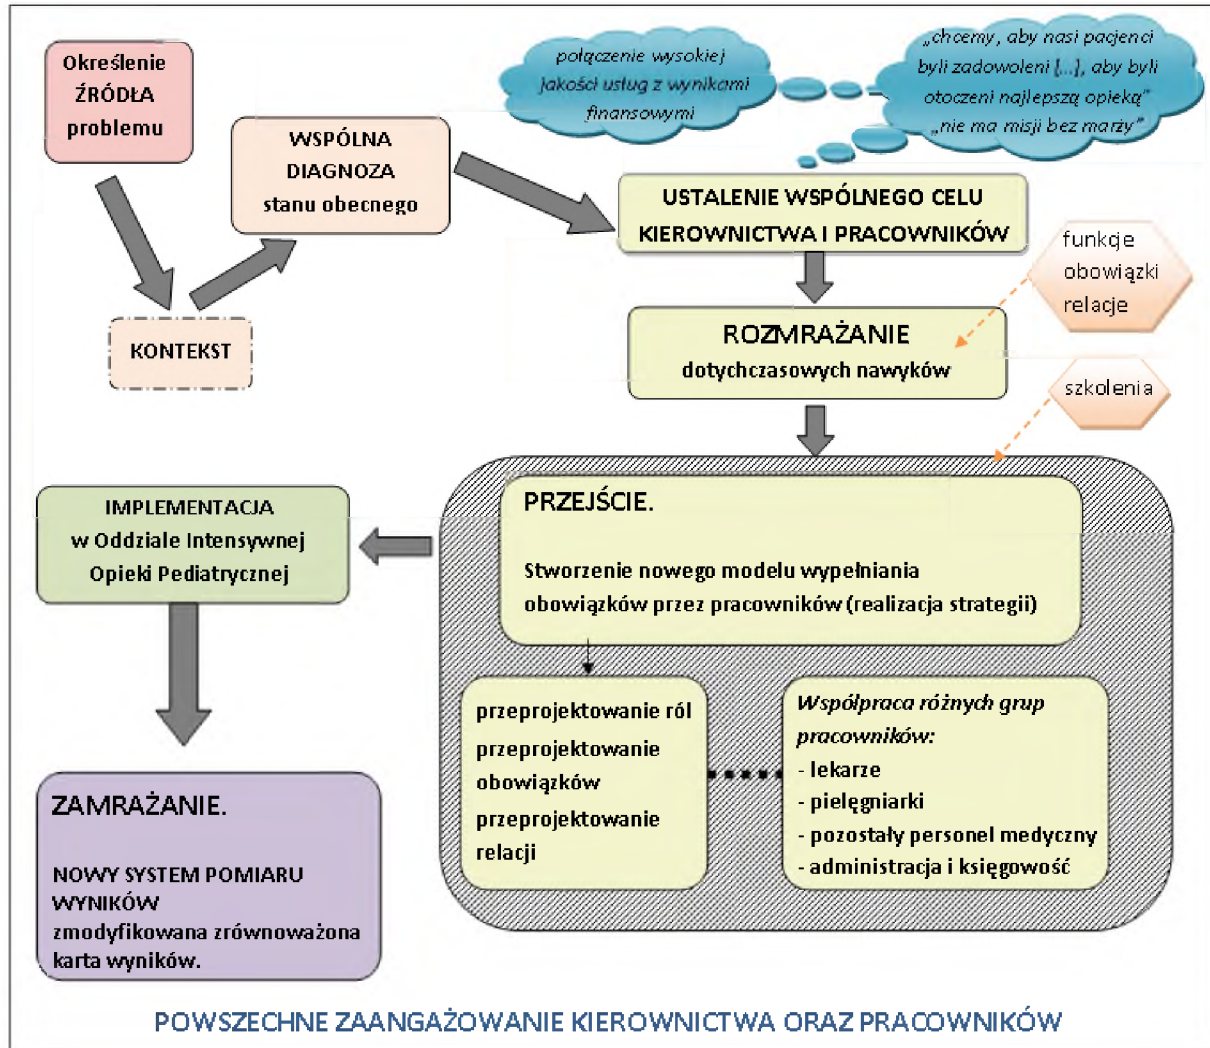 Określenie
ŹRÓDŁA
problemu
WSPÓLNA
DIAGNOZA
stanu obecnego
KONTEKST
połączenie wysokiej
jakości usług z wynikami
finansowymi
„chcemy, aby nasi pacjenci
byli zadowoleni [...], aby byli
otoczeni najlepszą opieką”
„nie ma misji bez marży”
USTALENIE WSPÓLNEGO CELU
KIEROWNICTWA I PRACOWNIKÓW
funkcje
obowiązki
relacje
ROZMRAŻANIE
dotychczasowych nawyków
szkolenia
PRZEJŚCIE.
Stworzenie nowego modelu wypełniania
obowiązków przez pracowników (realizacja strategii)
przeprojektowanie ról
przeprojektowanie
obowiązków
przeprojektowanie
relacji
Współpraca różnych grup
pracowników:
- lekarze
- pielęgniarki
- pozostały personel medyczny
- administracja i księgowość
IMPLEMENTACJA
w Oddziale Intensywnej
Opieki Pediatrycznej
ZAMRAŻANIE.
NOWY SYSTEM POMIARU
WYNIKÓW
zmodyfikowana zrównoważona
karta wyników.
POWSZECHNE ZAANGAŻOWANIE KIEROWNICTWA ORAZ PRACOWNIKÓW